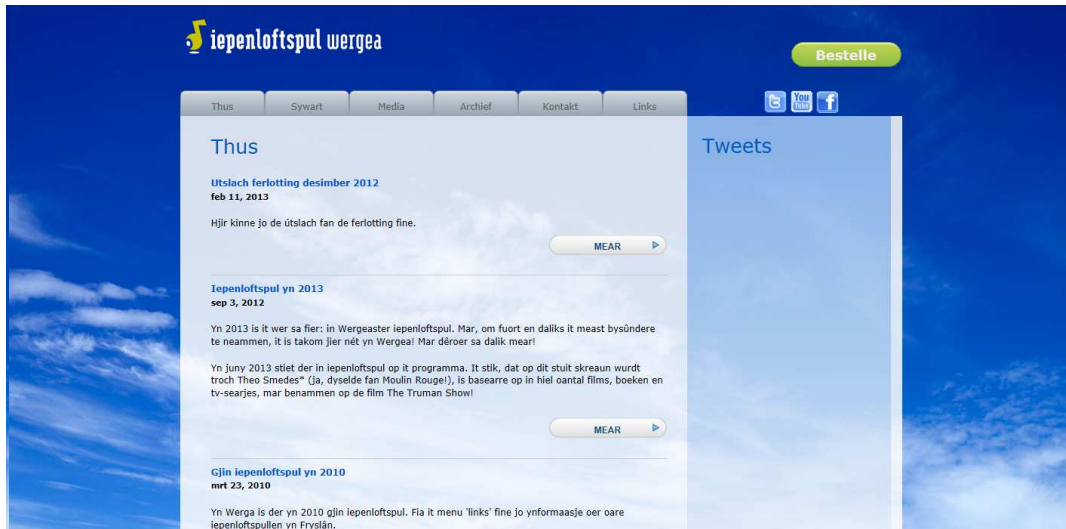 iepenloftspul wergea
Bestelle
Thus Sywart Media Archief Kontakt Links
Thus
Tweets
Utslach ferlotting desimber 2012
feb 11, 2013
Hjir kinne jo de útslach fan de ferlotting fine.
MEAR
Iepenloftspul yn 2013
sep 3, 2012
Yn 2013 is it wer sa fier: in Wergeaster iepenloftspul. Mar, om fuort en daliks it meast bysûndere
te neammen, it is takom jier nét yn Wergea! Mar dêroer sa dalik mear!
Yn juny 2013 stiet der in iepenloftspul op it programma. It stik, dat op dit stuit skreaun wurdt
troch Theo Smedes* (ja, dyselde fan Moulin Rouge!), is basearre op in hiel oantal films, boeken en
tv-searjes, mar benammen op de film The Truman Show!
MEAR
Gjin iepenloftspul yn 2010
mrt 23, 2010
Yn Werga is der yn 2010 gjin iepenloftspul. Fia it menu 'links' fine jo ynformaasje oer oare
iepenloftspullen yn Fryslân.
You Tube